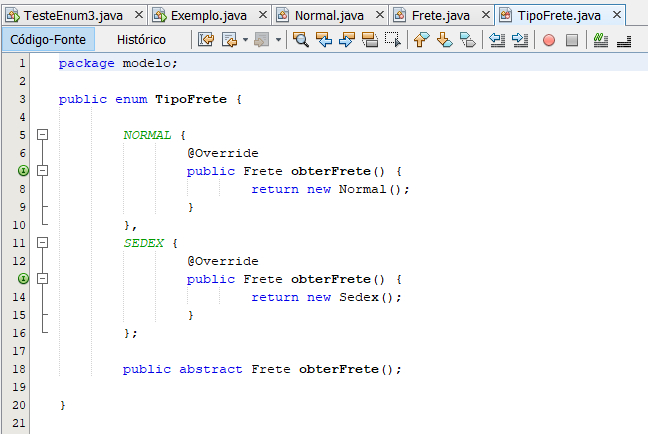 TesteEnum3.java Exemplo.java Normal.java Frete.java TipoFrete.java
Código-Fonte Histórico
1 package modelo;
2
3 public enum TipoFrete {
4
5 NORMAL {
6 @Override
public Frete obterFrete() {
8 return new Normal();
9 }
10 },
11 SEDEX {
12 @Override
public Frete obterFrete() {
14 return new Sedex();
15 }
16 };
17
18 public abstract Frete obterFrete();
19
20 }
21